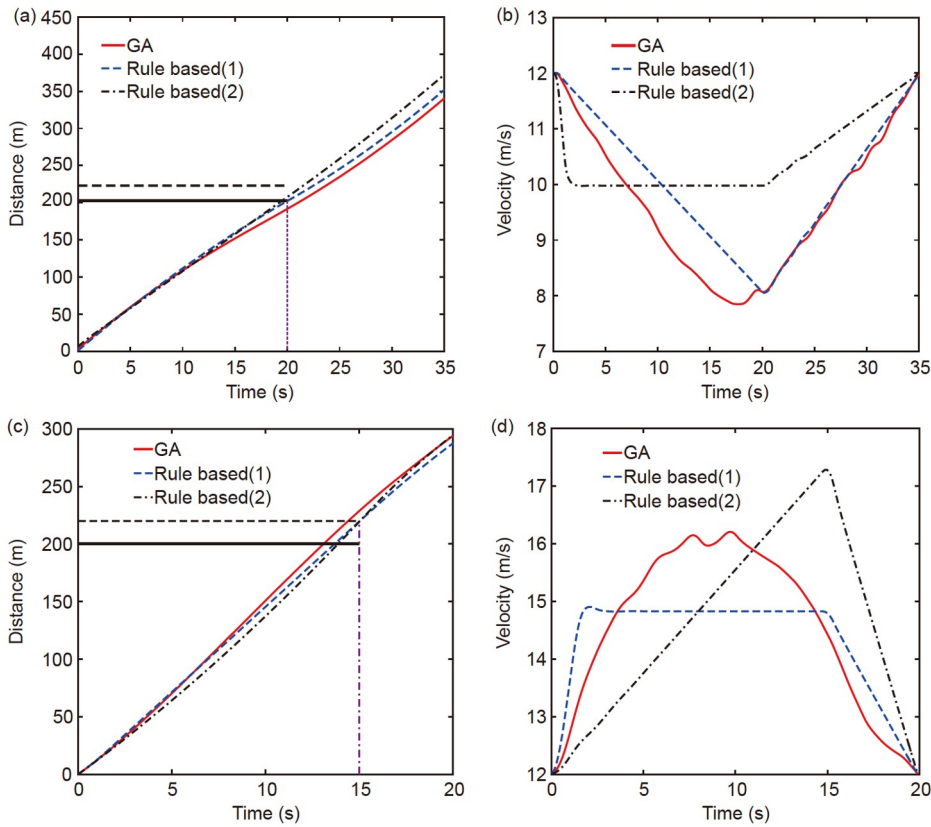 (a)
450
400
350
300
250
200
150
100
50
0
Distance (m)
GA
Rule based(1)
Rule based(2)
0 5 10 15 20 25 30 35
Time (s)
(b)
12
11
10
9
8
7
Velocity (m/s)
GA
Rule based(1)
Rule based(2)
0 5 10 15 20 25 30 35
Time (s)
(c)
300
250
200
150
100
50
0
Distance (m)
GA
Rule based(1)
Rule based(2)
0 5 10 15 20
Time (s)
(d)
18
17
16
15
14
13
12
Velocity (m/s)
GA
Rule based(1)
Rule based(2)
0 5 10 15 20
Time (s)